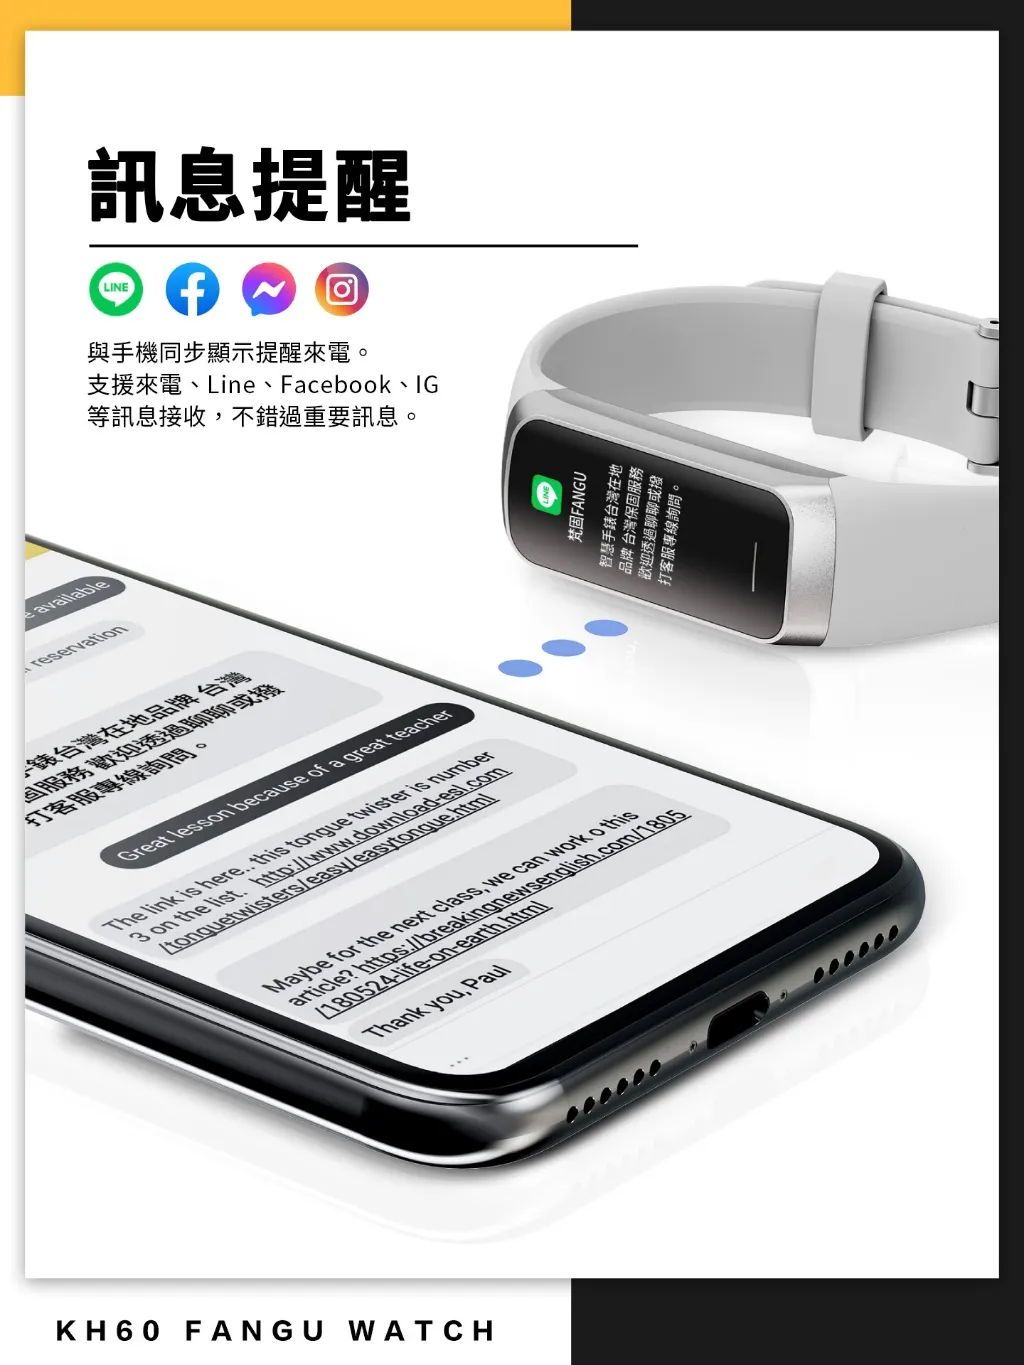 訊息提醒
LINE
與手機同步顯示提醒來電。
支援來電、Line、Facebook、IG
等訊息接收，不錯過重要訊息。
LINE
梵固FANGU
智慧手錶台灣在地
品牌 台灣保固服務
歡迎透過聊聊或撥
打客服專線詢問。
available
reservation
錶台灣在地品牌 台灣
固服務 歡迎透過聊聊或撥
打客服專線詢問。
Great lesson because of a great teacher
The link is here... this tongue twister is number
3 on the list. http://www.download-esl.com
/tonguetwisters/easy/easytongue.html
Maybe for the next class, we can work o this
article? https://breakingnewsenglish.com/1805
/180524-life-on-earth.html
Thank you, Paul
...
KH60 FANGU WATCH